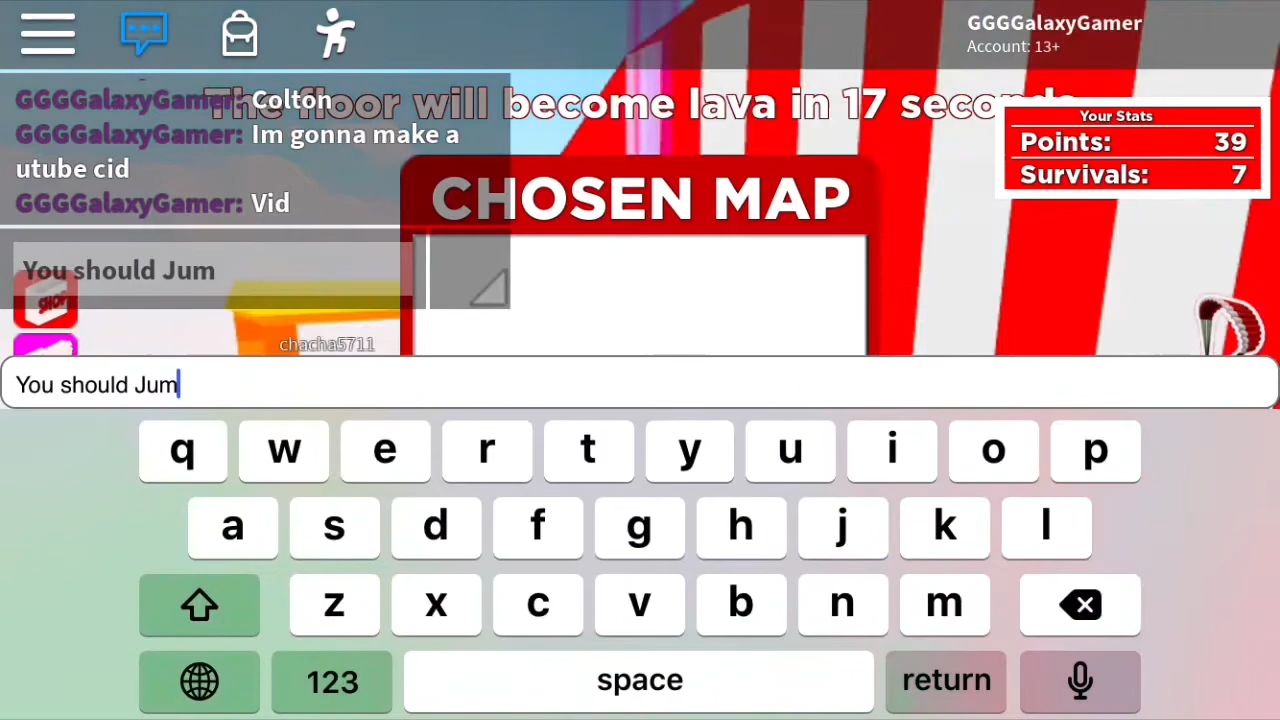 GGGGalaxyGamer
Account: 13+
GGGGalaxyGamer: Colton
The floor will become lava in 17 seconds
GGGGalaxyGamer: Im gonna make a
utube cid
GGGGalaxyGamer: Vid
Your Stats
Points: 39
Survivals: 7
CHOSEN MAP
You should Jum
SHOP
chacha5711
You should Jum
q w e r t y u i o p
a s d f g h j k l
z x c v b n m
123 space return